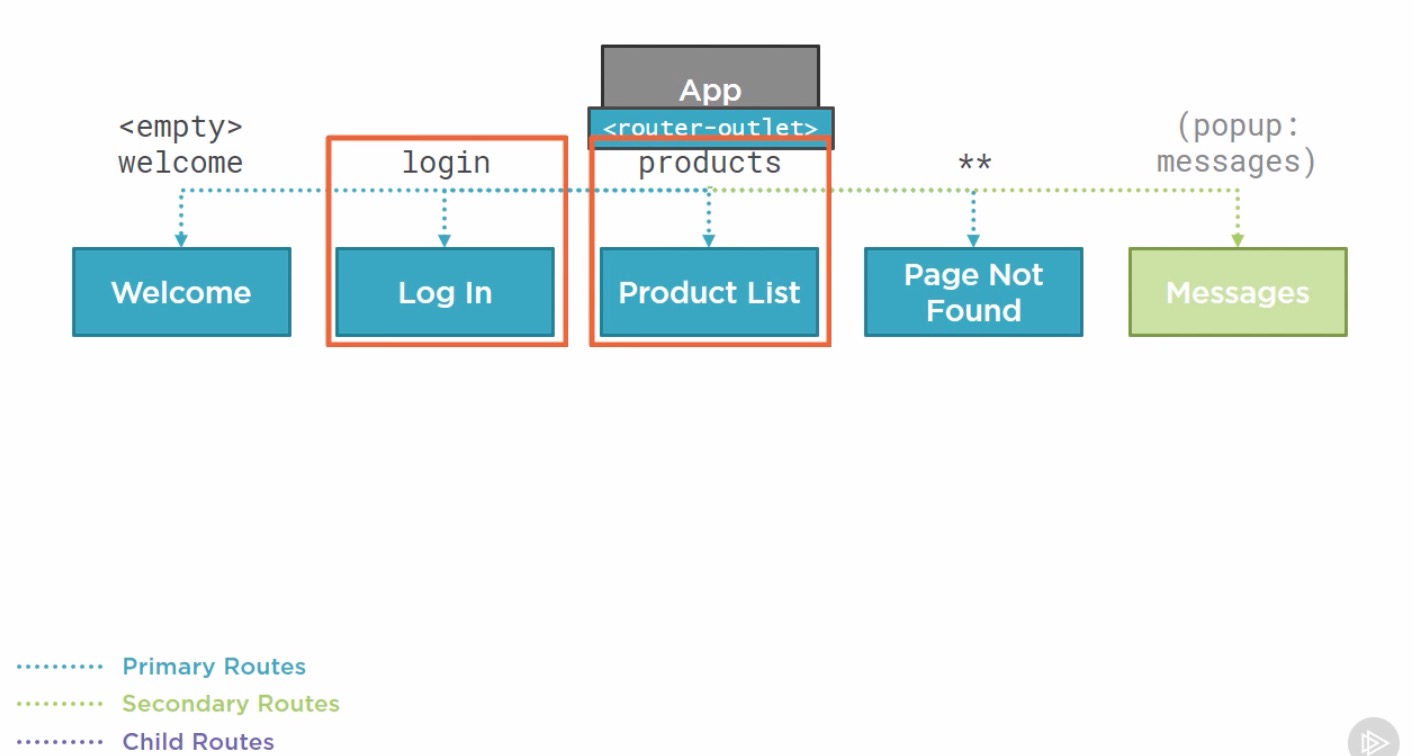 App
<router-outlet>
<empty>
welcome
login
products
**
(popup:
messages)
Welcome
Log In
Product List
Page Not
Found
Messages
Primary Routes
Secondary Routes
Child Routes